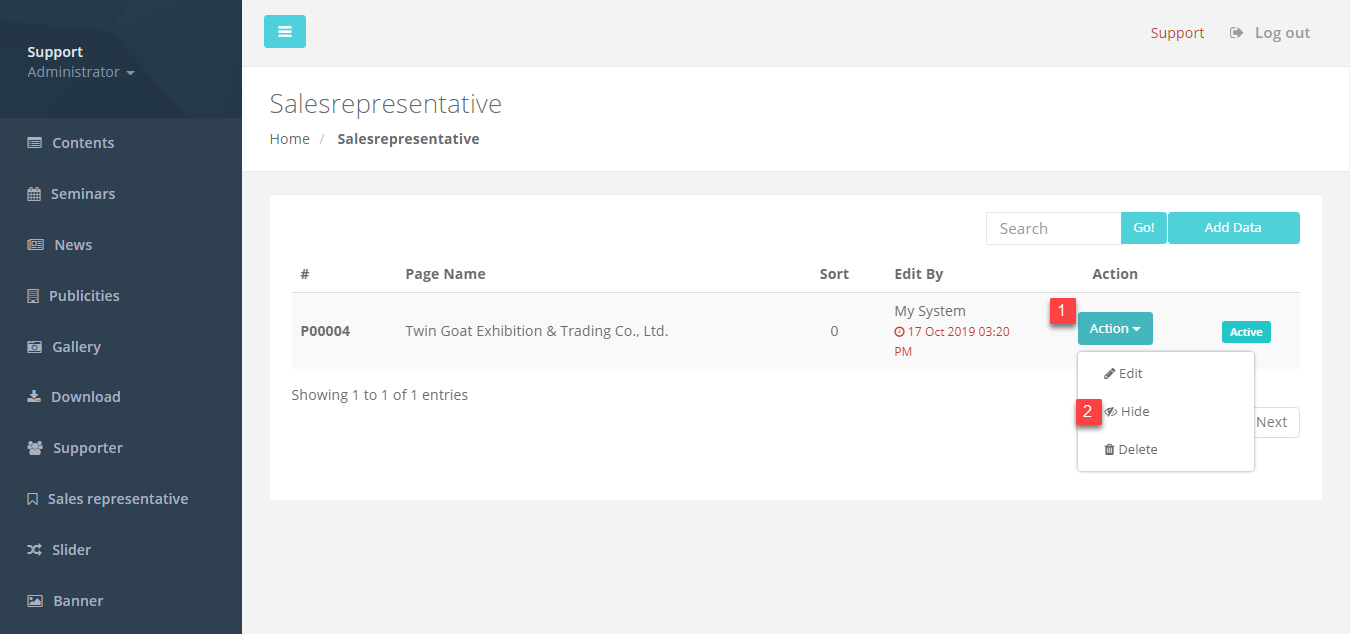 Support
Administrator
Contents
Seminars
News
Publicities
Gallery
Download
Supporter
Sales representative
Slider
Banner
Support Log out
Salesrepresentative
Home / Salesrepresentative
Search Go! Add Data
# Page Name Sort Edit By Action
P00004 Twin Goat Exhibition & Trading Co., Ltd. 0 My System 1 Action Active
17 Oct 2019 03:20
PM
Edit
2 Hide
Delete
Showing 1 to 1 of 1 entries
Next